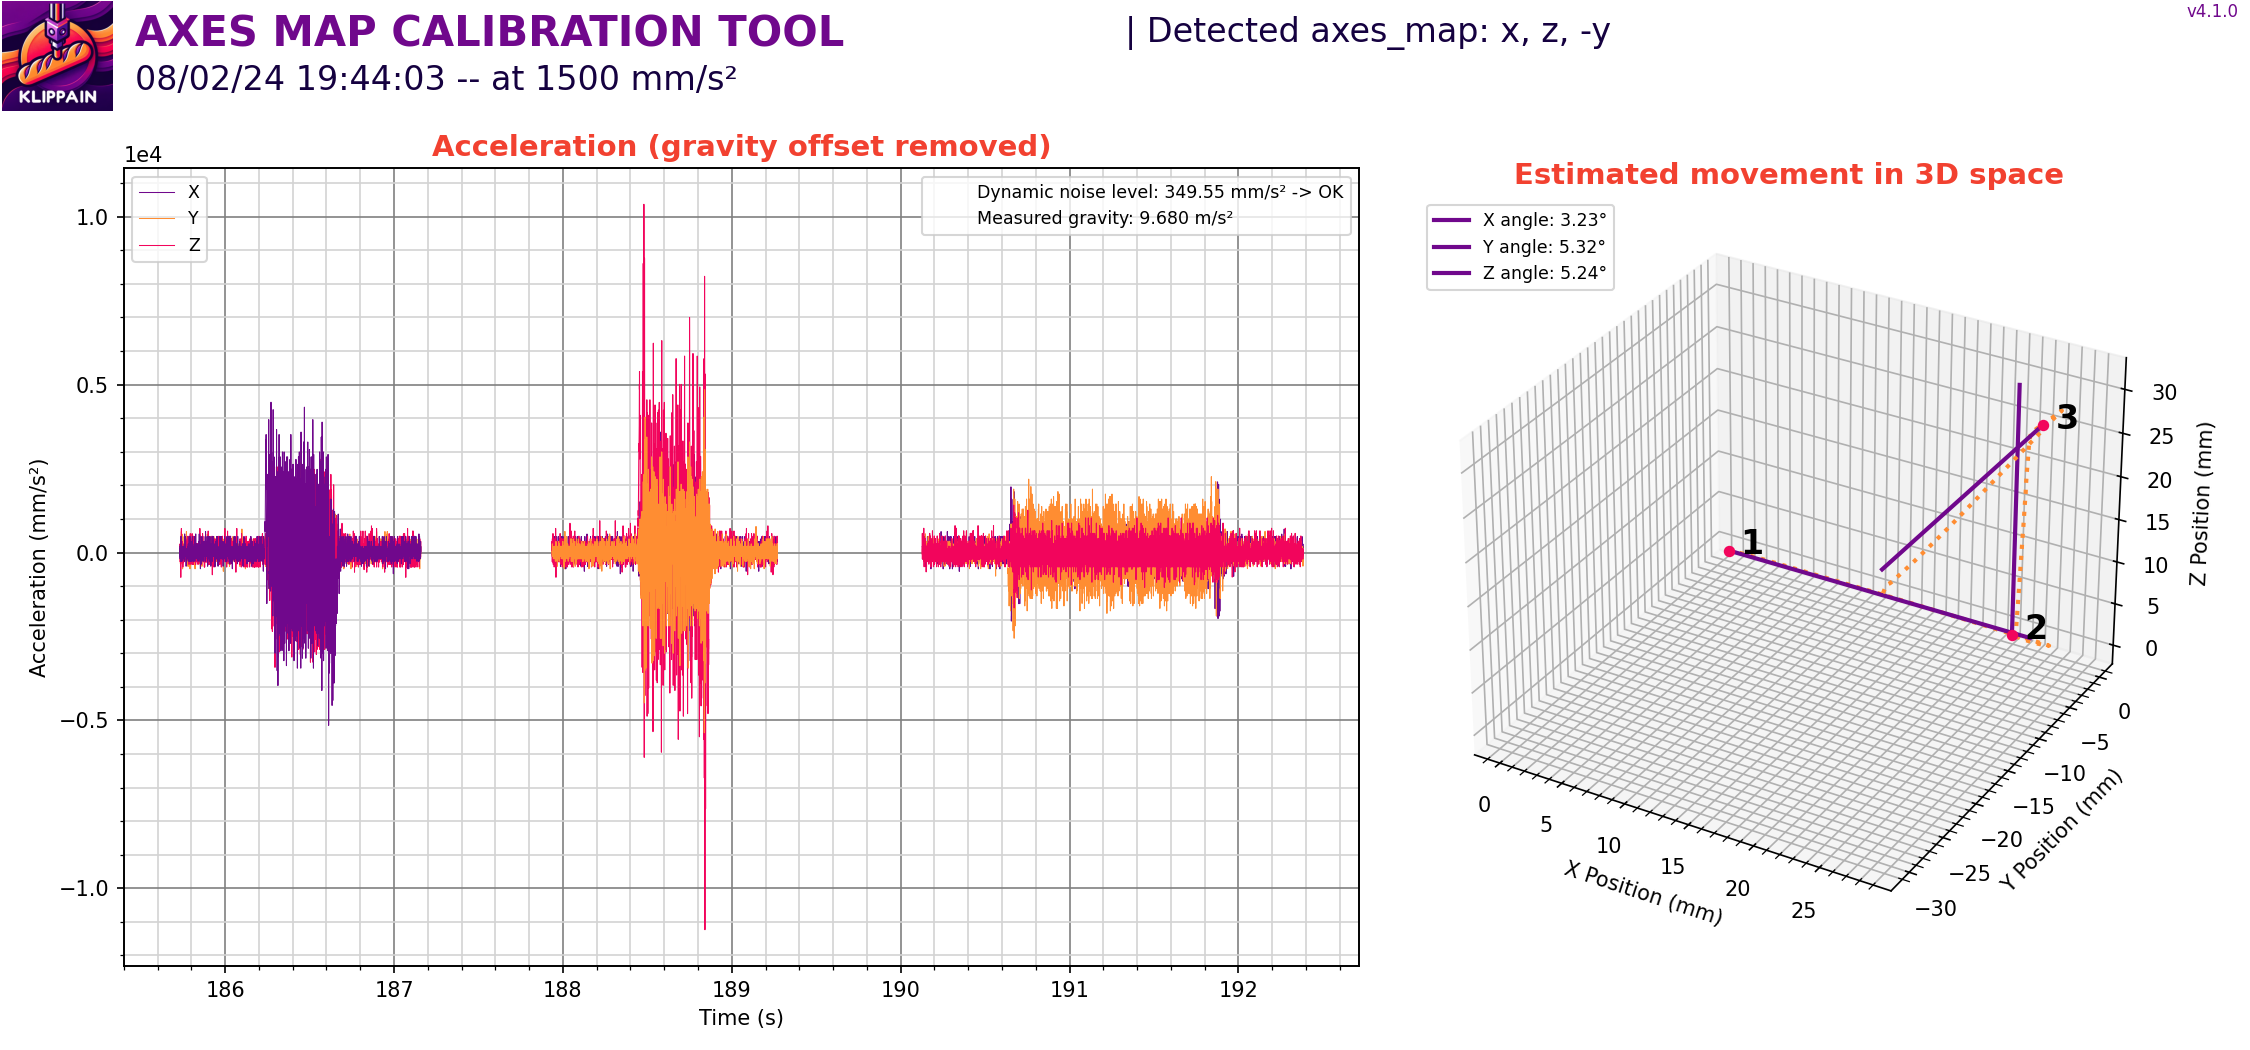 KLIPPAIN
AXES MAP CALIBRATION TOOL
08/02/24 19:44:03 -- at 1500 mm/s²
| Detected axes_map: x, z, -y
v4.1.0
Acceleration (gravity offset removed)
1e4
X
Y
Z
Dynamic noise level: 349.55 mm/s² -> OK
Measured gravity: 9.680 m/s²
1.0
0.5
0.0
−0.5
−1.0
Acceleration (mm/s²)
186 187 188 189 190 191 192
Time (s)
Estimated movement in 3D space
X angle: 3.23°
Y angle: 5.32°
Z angle: 5.24°
1
2
3
30
25
20
15
10
5
0
Z Position (mm)
0
−5
−10
−15
−20
−25
−30
Y Position (mm)
0
5
10
15
20
25
X Position (mm)